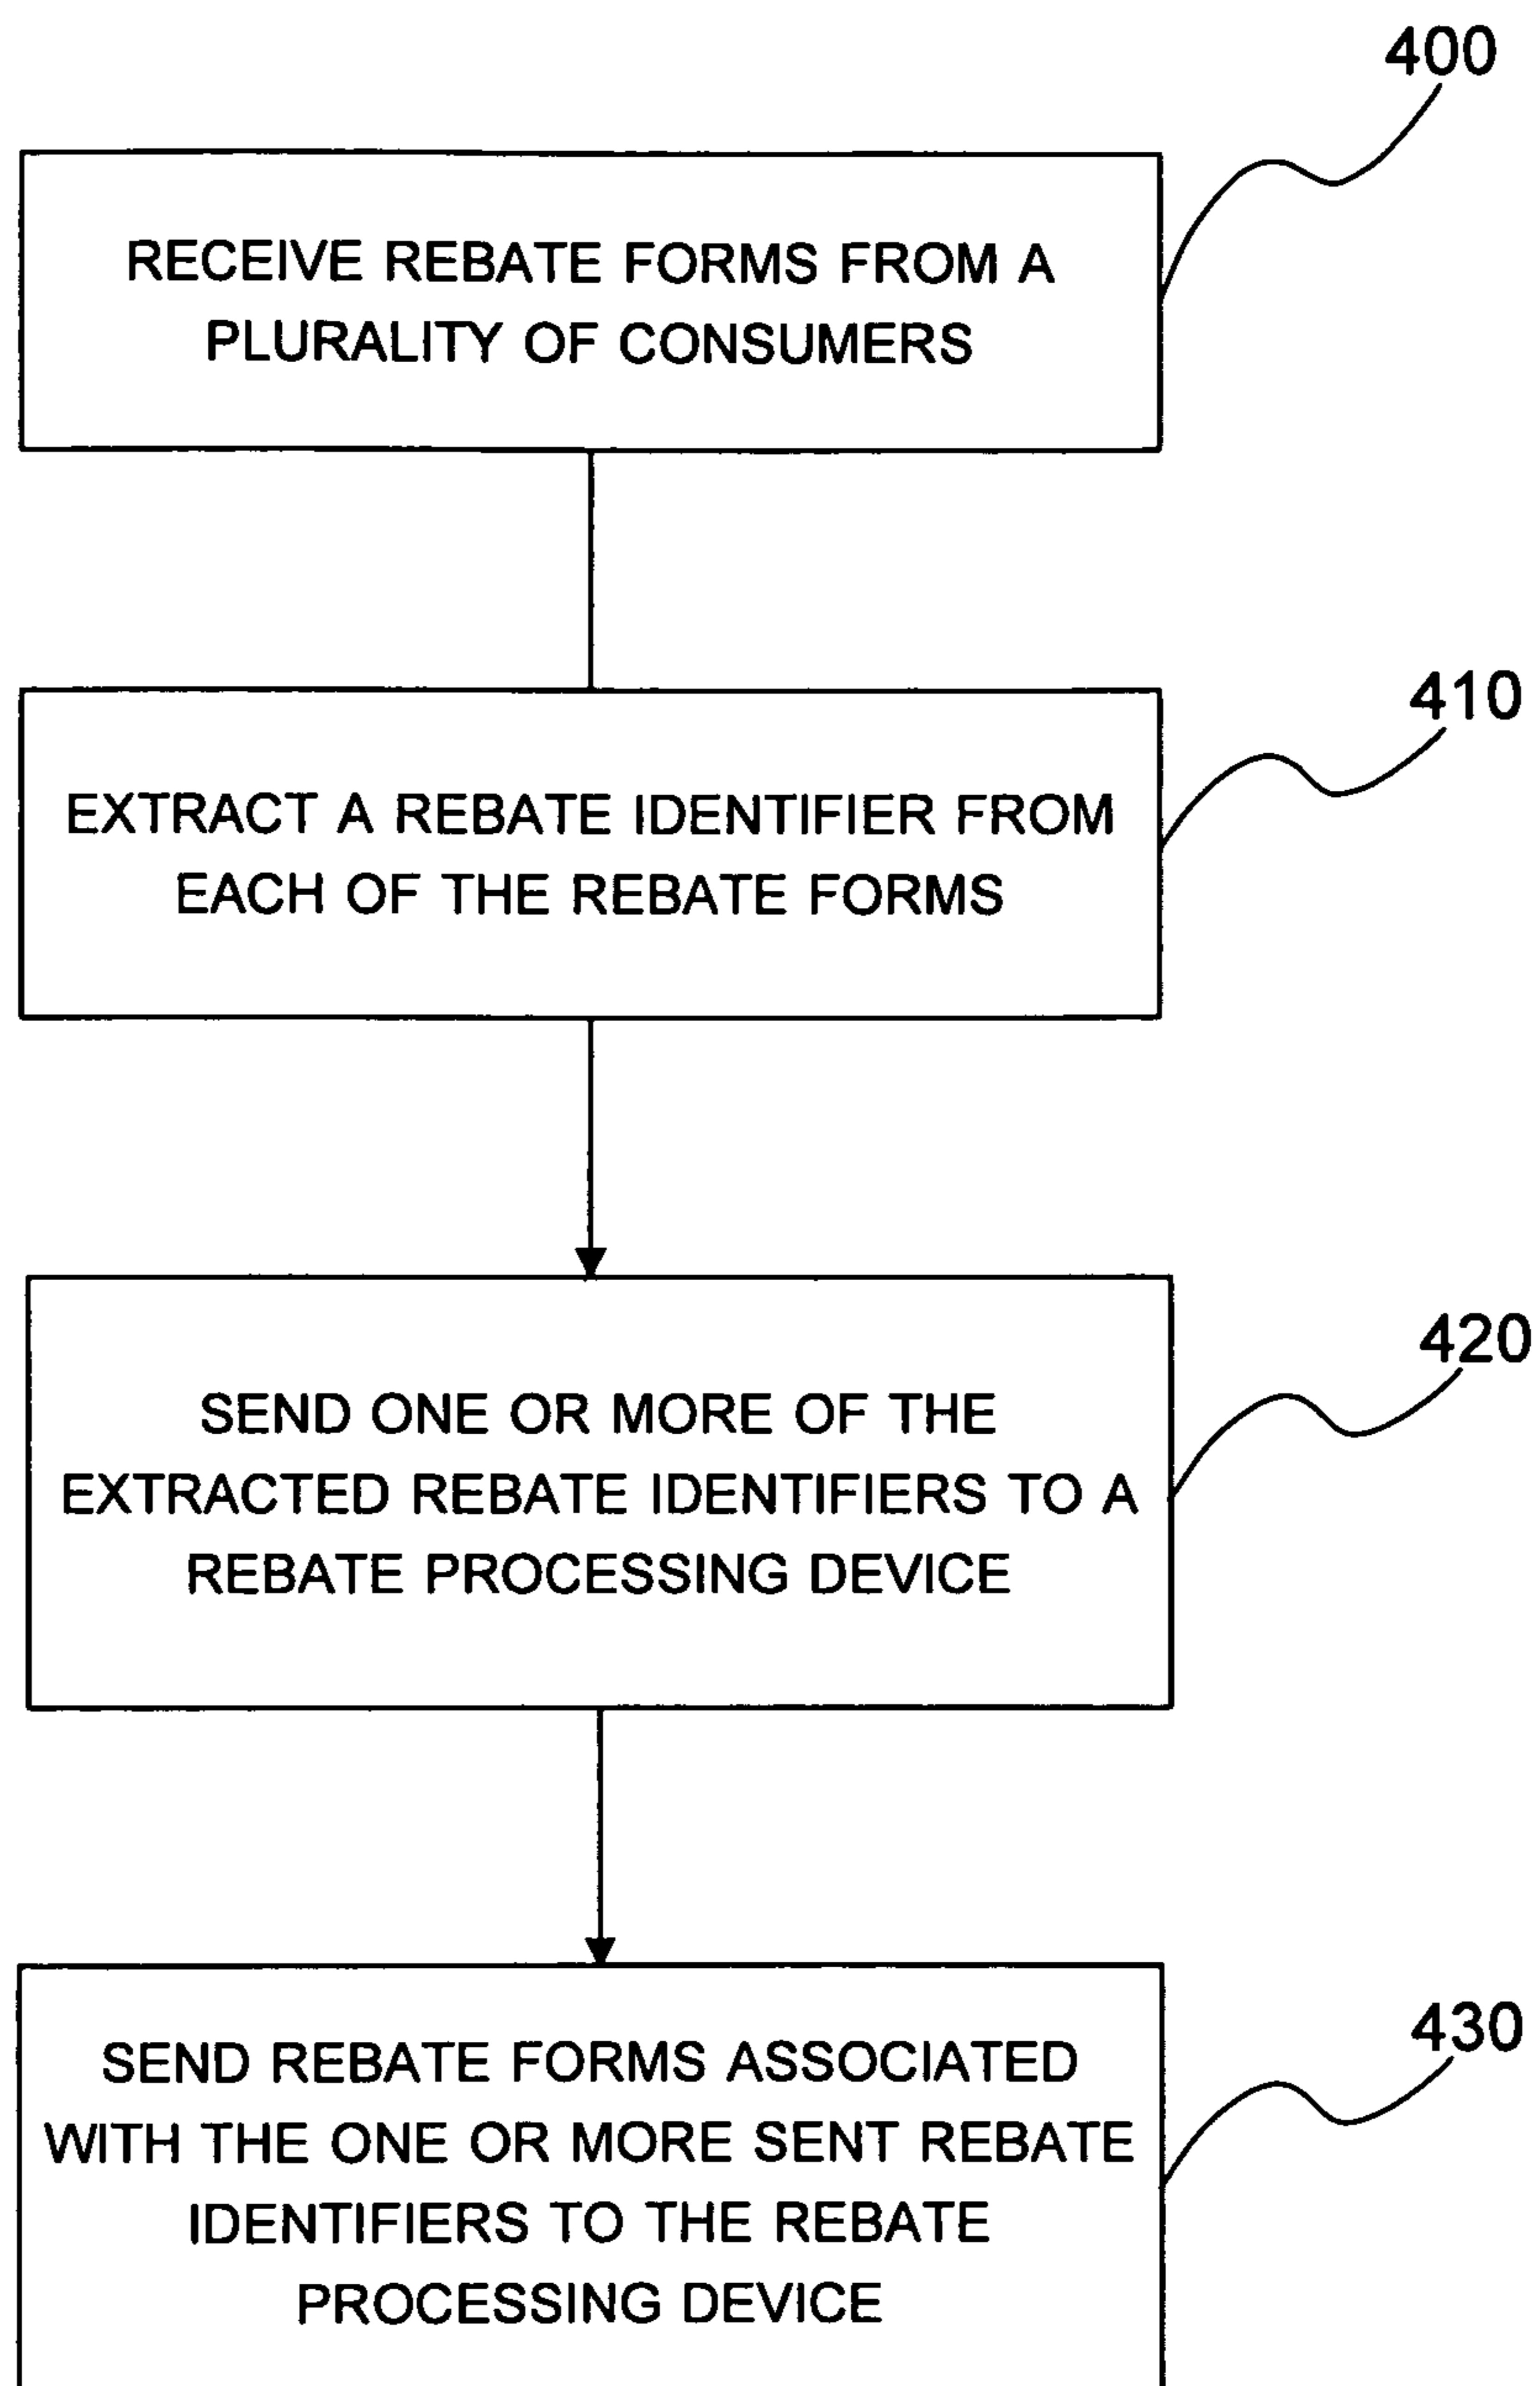 400
RECEIVE REBATE FORMS FROM A
PLURALITY OF CONSUMERS
410
EXTRACT A REBATE IDENTIFIER FROM
EACH OF THE REBATE FORMS
420
SEND ONE OR MORE OF THE
EXTRACTED REBATE IDENTIFIERS TO A
REBATE PROCESSING DEVICE
430
SEND REBATE FORMS ASSOCIATED
WITH THE ONE OR MORE SENT REBATE
IDENTIFIERS TO THE REBATE
PROCESSING DEVICE